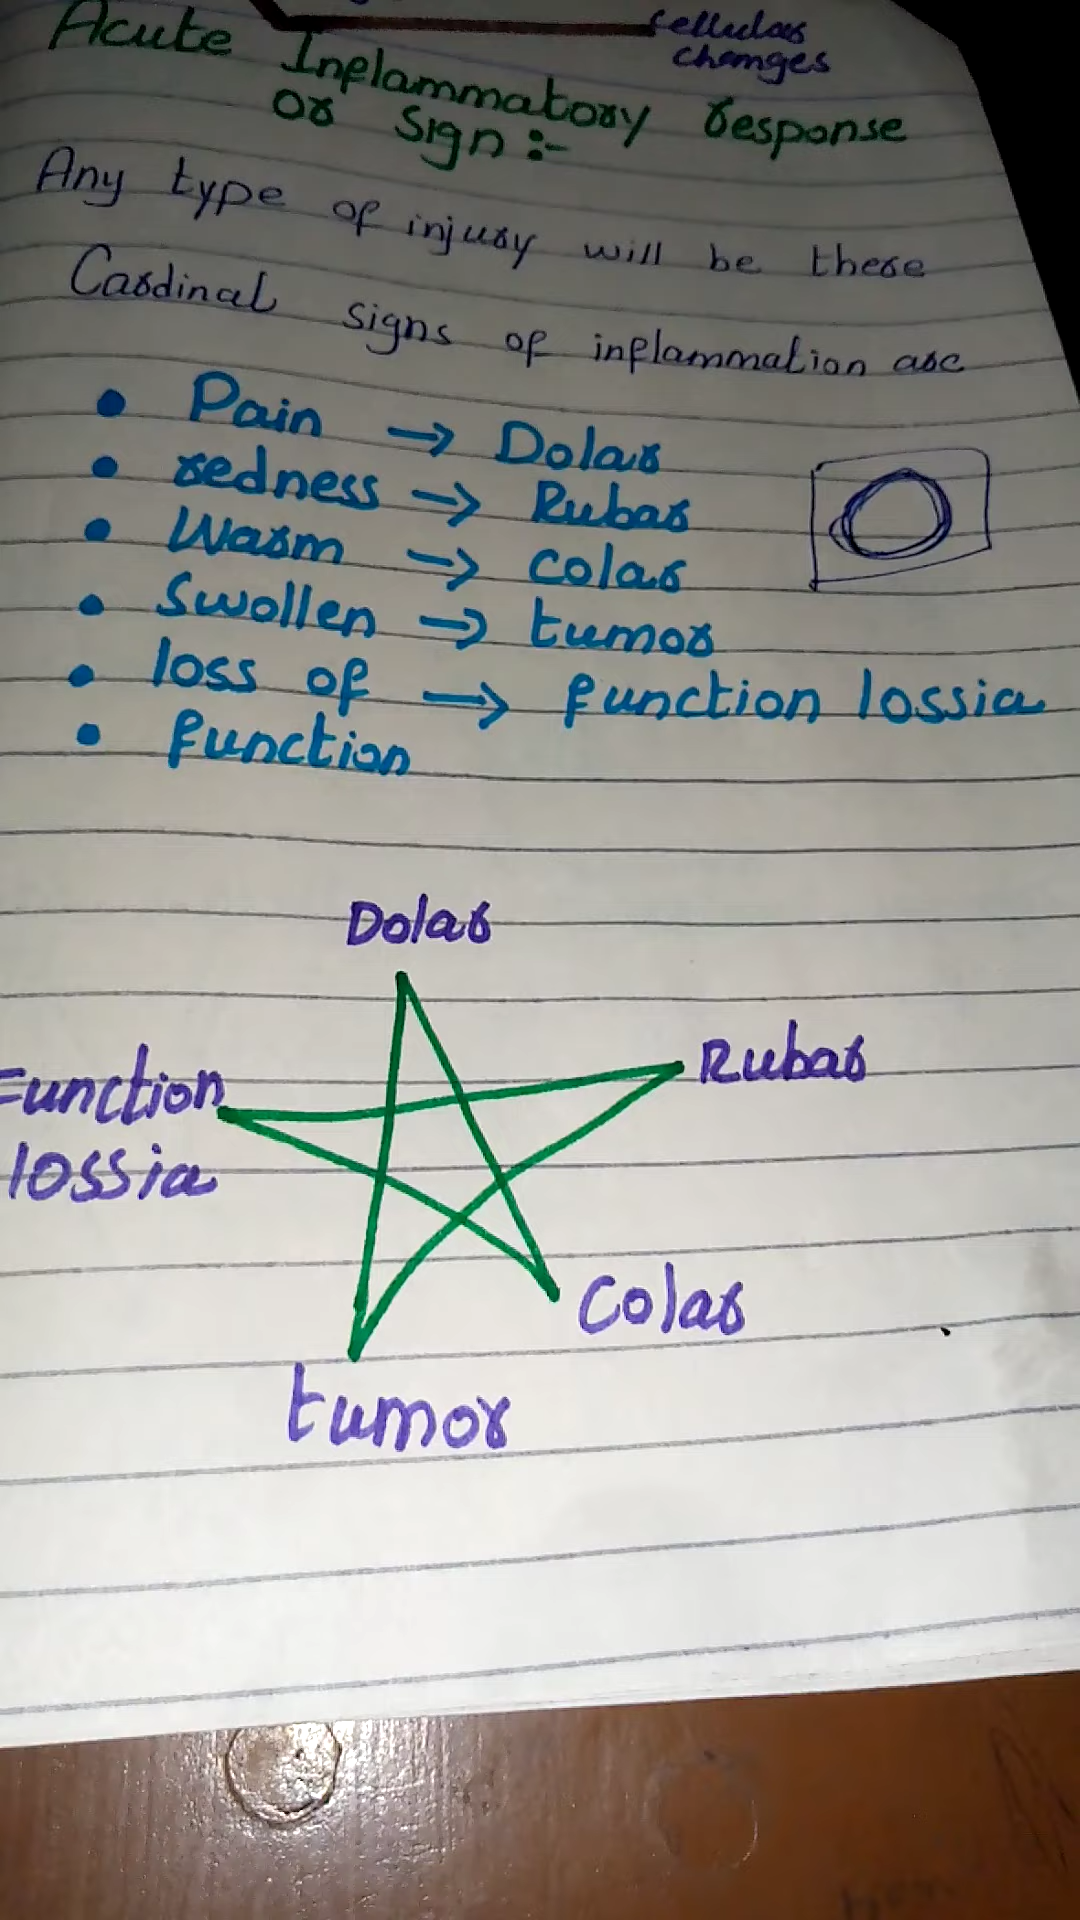 cellular
changes
Acute Inflammatory response
or Sign :-
Any type of injury will be there
Cardinal signs of inflammation are
• Pain → Dolar
• redness → Rubar
• Warm → Colar
• Swollen → tumor
• loss of → function lossia
• function
Dolar
Rubar
Function
lossia
Colar
tumor